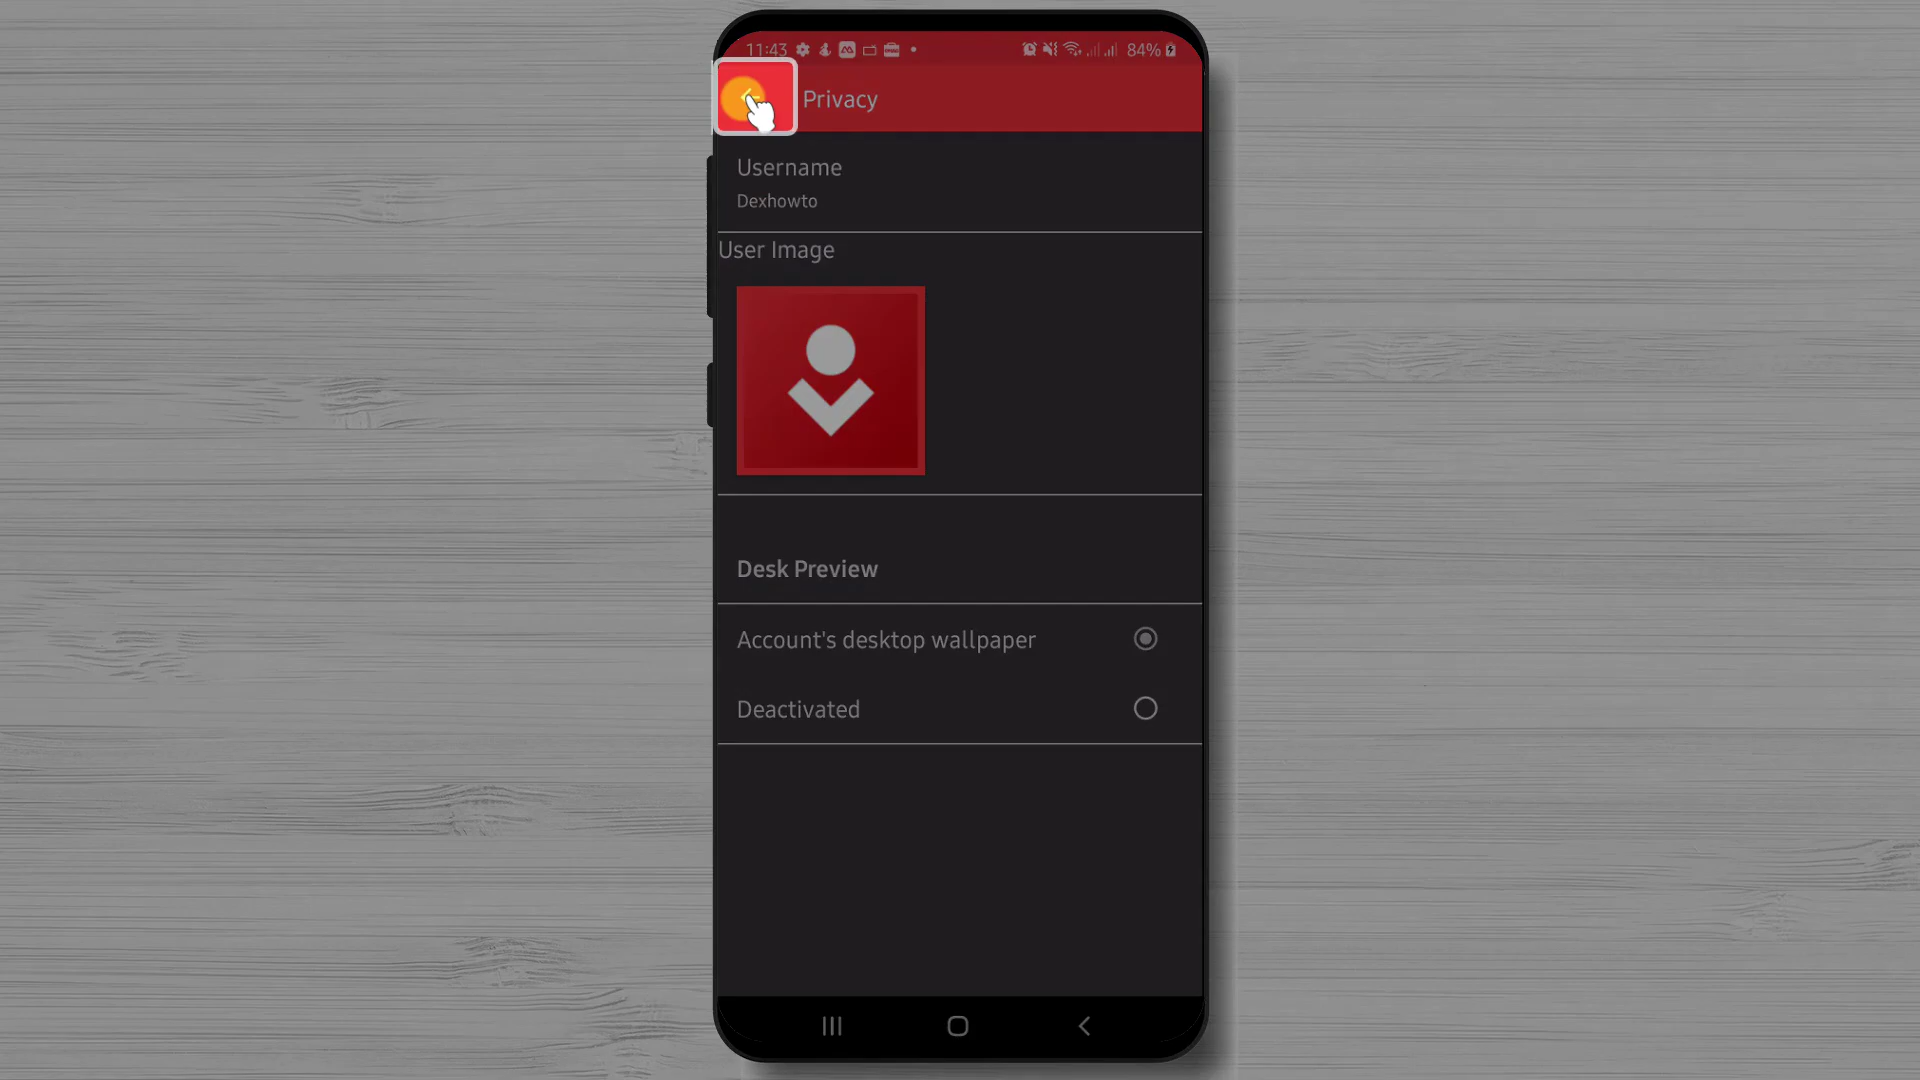 11:43 84%
Privacy
Username
Dexhowto
User Image
Desk Preview
Account's desktop wallpaper
Deactivated